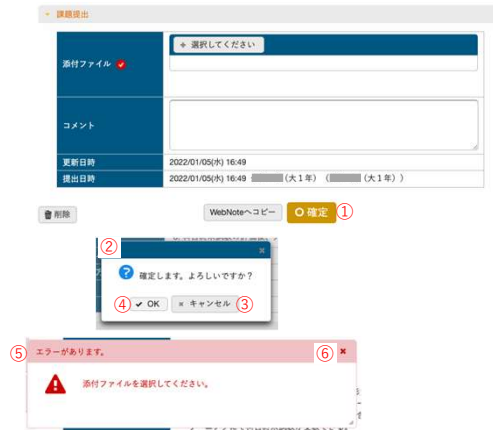 課題提出
添付ファイル
+ 選択してください
コメント
更新日時 2022/01/05(水) 16:49
提出日時 2022/01/05(水) 16:49 (大1年) ( (大1年) )
削除 WebNoteへコピー 確定 ①
②
確定します。よろしいですか？
④ OK × キャンセル ③
⑤ エラーがあります。 ⑥ ×
添付ファイルを選択してください。